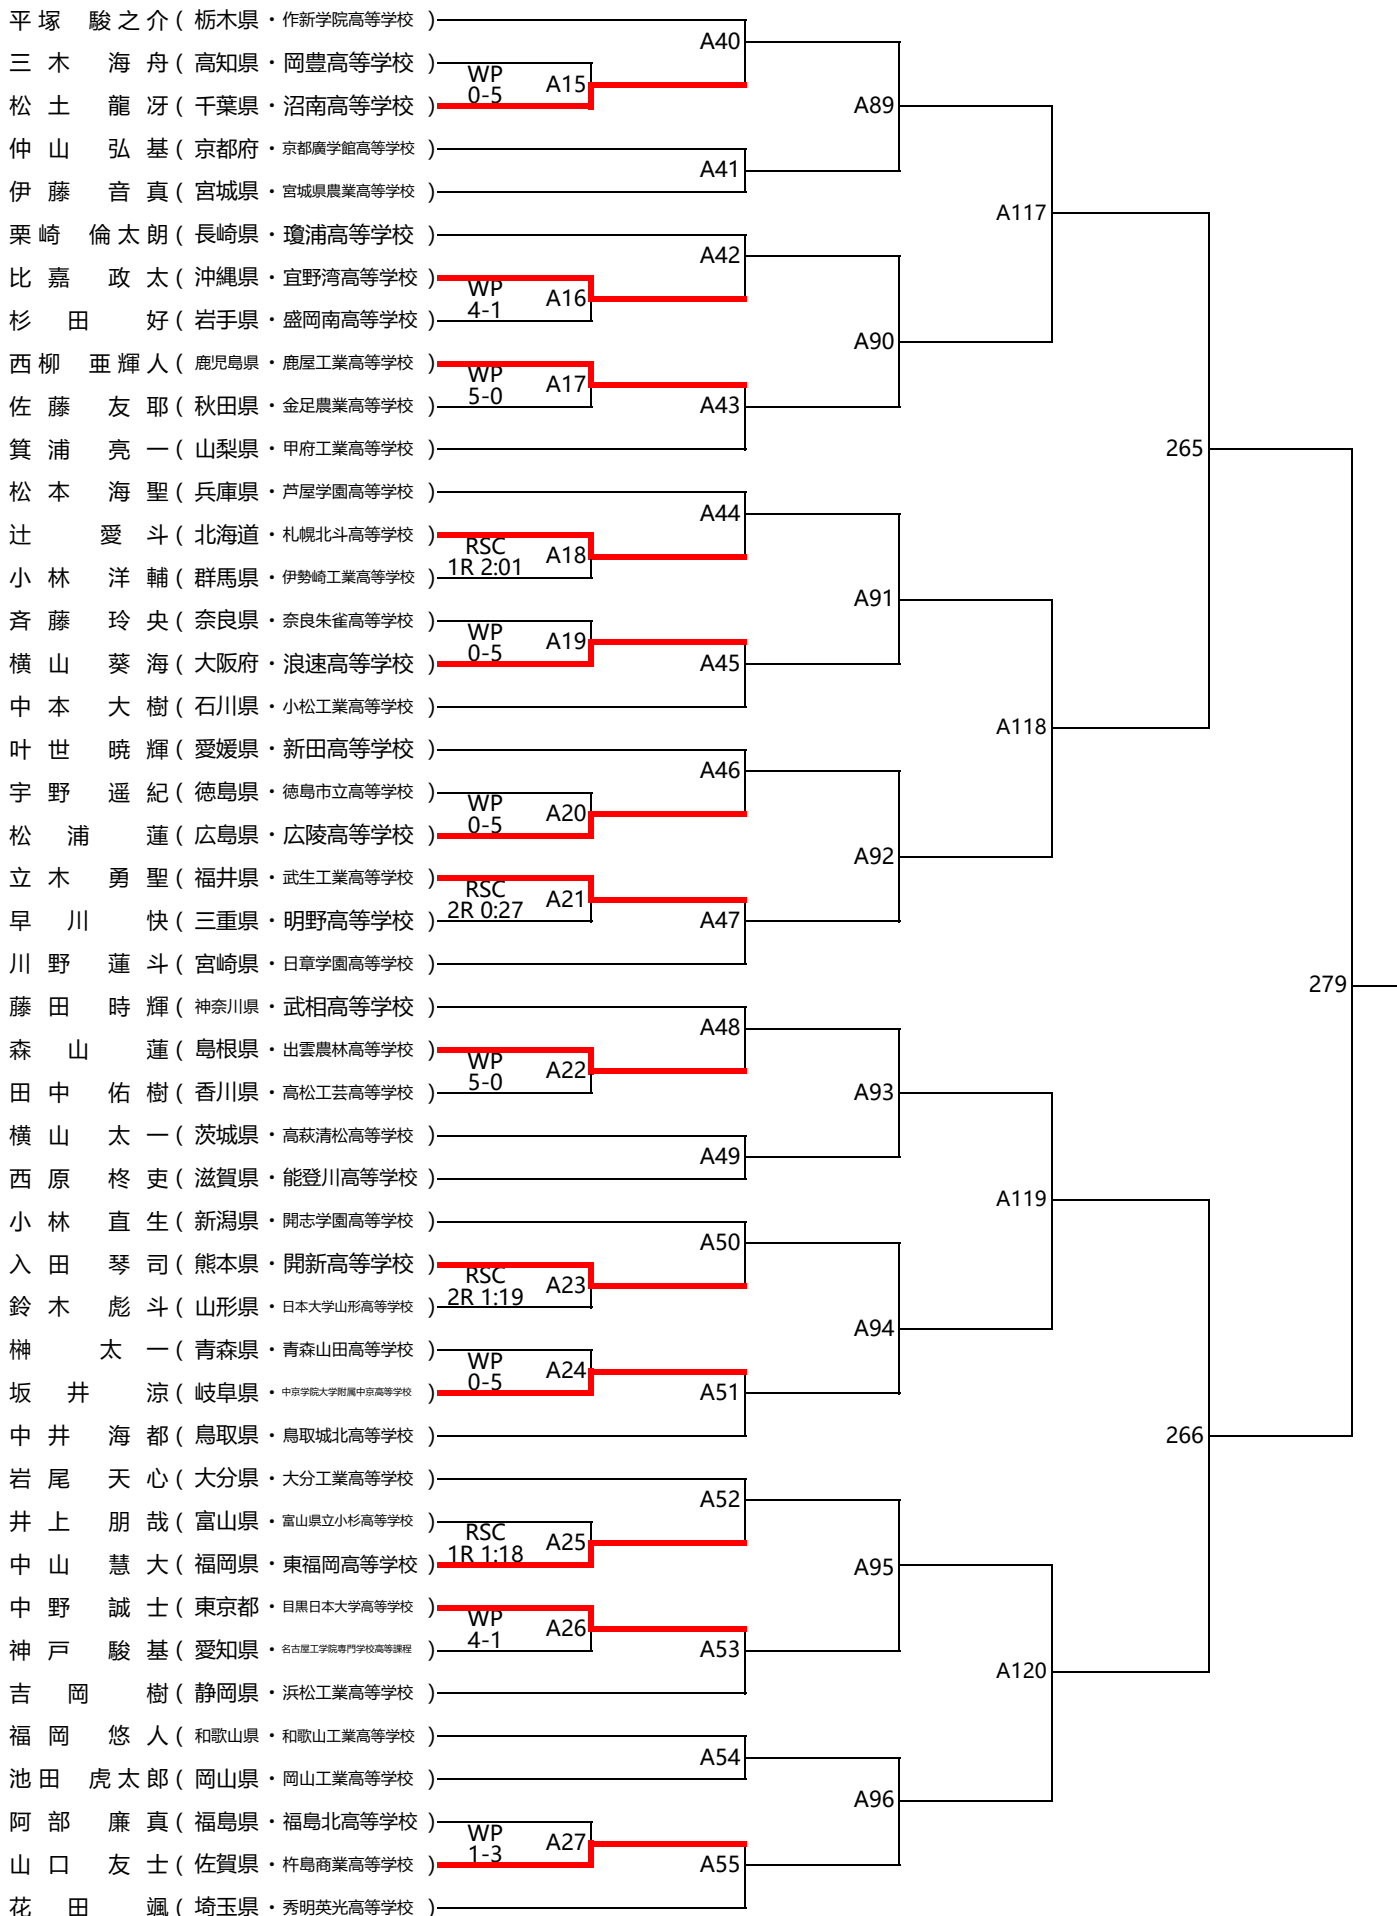 平塚　駿之介 ( 栃木県 ・ 作新学院高等学校 )
A40
三木　海舟 ( 高知県 ・ 岡豊高等学校 )
WP
0-5
A15
松土　龍冴 ( 千葉県 ・ 沼南高等学校 )
A89
仲山　弘基 ( 京都府 ・ 京都廣学館高等学校 )
A41
伊藤　音真 ( 宮城県 ・ 宮城県農業高等学校 )
A117
栗崎　倫太朗 ( 長崎県 ・ 瓊浦高等学校 )
A42
比嘉　政太 ( 沖縄県 ・ 宜野湾高等学校 )
WP
4-1
A16
杉田　好 ( 岩手県 ・ 盛岡南高等学校 )
A90
西柳　亜輝人 ( 鹿児島県 ・ 鹿屋工業高等学校 )
WP
5-0
A17
佐藤　友耶 ( 秋田県 ・ 金足農業高等学校 )
A43
箕浦　亮一 ( 山梨県 ・ 甲府工業高等学校 )
265
松本　海聖 ( 兵庫県 ・ 芦屋学園高等学校 )
A44
辻　愛斗 ( 北海道 ・ 札幌北斗高等学校 )
RSC
1R 2:01
A18
小林　洋輔 ( 群馬県 ・ 伊勢崎工業高等学校 )
A91
斉藤　玲央 ( 奈良県 ・ 奈良朱雀高等学校 )
WP
0-5
A19
横山　葵海 ( 大阪府 ・ 浪速高等学校 )
A45
中本　大樹 ( 石川県 ・ 小松工業高等学校 )
A118
叶世　暁輝 ( 愛媛県 ・ 新田高等学校 )
A46
宇野　遥紀 ( 徳島県 ・ 徳島市立高等学校 )
WP
0-5
A20
松浦　蓮 ( 広島県 ・ 広陵高等学校 )
A92
立木　勇聖 ( 福井県 ・ 武生工業高等学校 )
RSC
2R 0:27
A21
早川　快 ( 三重県 ・ 明野高等学校 )
A47
川野　蓮斗 ( 宮崎県 ・ 日章学園高等学校 )
279
藤田　時輝 ( 神奈川県 ・ 武相高等学校 )
A48
森山　蓮 ( 島根県 ・ 出雲農林高等学校 )
WP
5-0
A22
田中　佑樹 ( 香川県 ・ 高松工芸高等学校 )
A93
横山　太一 ( 茨城県 ・ 高萩清松高等学校 )
A49
西原　柊吏 ( 滋賀県 ・ 能登川高等学校 )
A119
小林　直生 ( 新潟県 ・ 開志学園高等学校 )
A50
入田　琴司 ( 熊本県 ・ 開新高等学校 )
RSC
2R 1:19
A23
鈴木　彪斗 ( 山形県 ・ 日本大学山形高等学校 )
A94
榊　太一 ( 青森県 ・ 青森山田高等学校 )
WP
0-5
A24
坂井　涼 ( 岐阜県 ・ 中京学院大学附属中京高等学校 )
A51
中井　海都 ( 鳥取県 ・ 鳥取城北高等学校 )
266
岩尾　天心 ( 大分県 ・ 大分工業高等学校 )
A52
井上　朋哉 ( 富山県 ・ 富山県立小杉高等学校 )
RSC
1R 1:18
A25
中山　慧大 ( 福岡県 ・ 東福岡高等学校 )
A95
中野　誠士 ( 東京都 ・ 目黒日本大学高等学校 )
WP
4-1
A26
神戸　駿基 ( 愛知県 ・ 名古屋工学院専門学校高等課程 )
A53
A120
吉岡　樹 ( 静岡県 ・ 浜松工業高等学校 )
福岡　悠人 ( 和歌山県 ・ 和歌山工業高等学校 )
A54
池田　虎太郎 ( 岡山県 ・ 岡山工業高等学校 )
A96
阿部　廉真 ( 福島県 ・ 福島北高等学校 )
WP
1-3
A27
山口　友士 ( 佐賀県 ・ 杵島商業高等学校 )
A55
花田　颯 ( 埼玉県 ・ 秀明英光高等学校 )